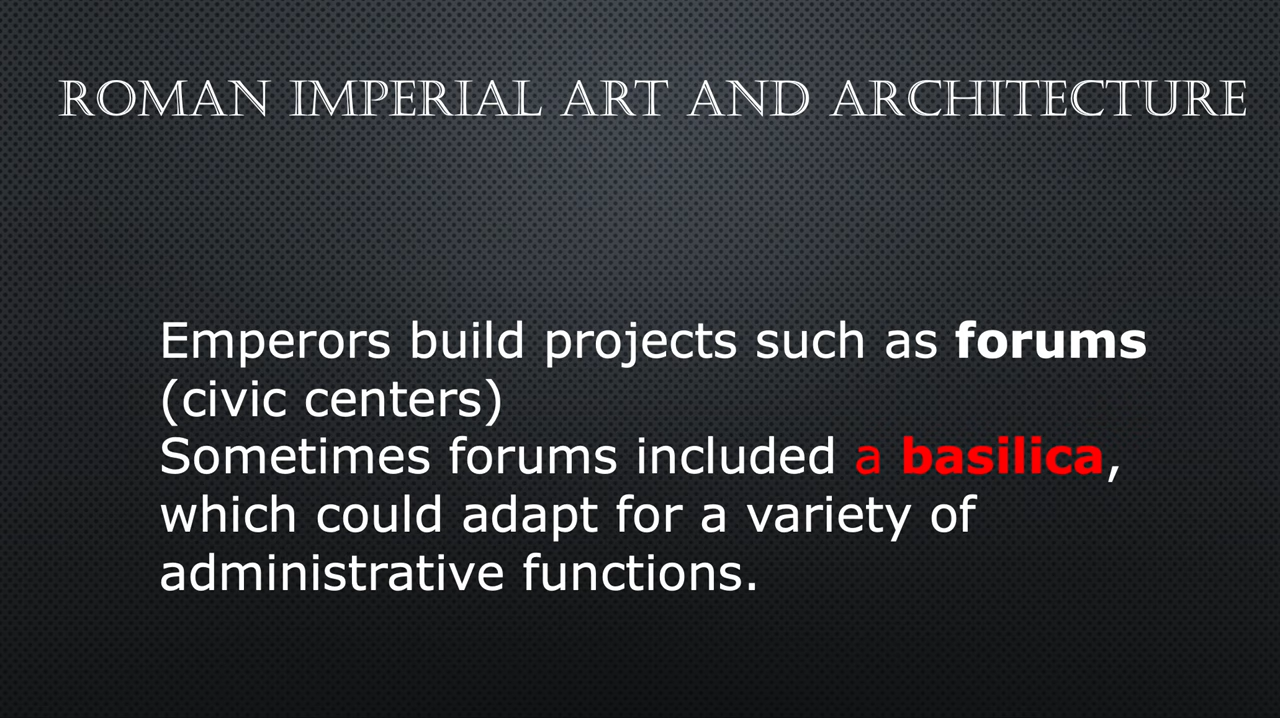 ROMAN IMPERIAL ART AND ARCHITECTURE
Emperors build projects such as forums
(civic centers)
Sometimes forums included a basilica,
which could adapt for a variety of
administrative functions.